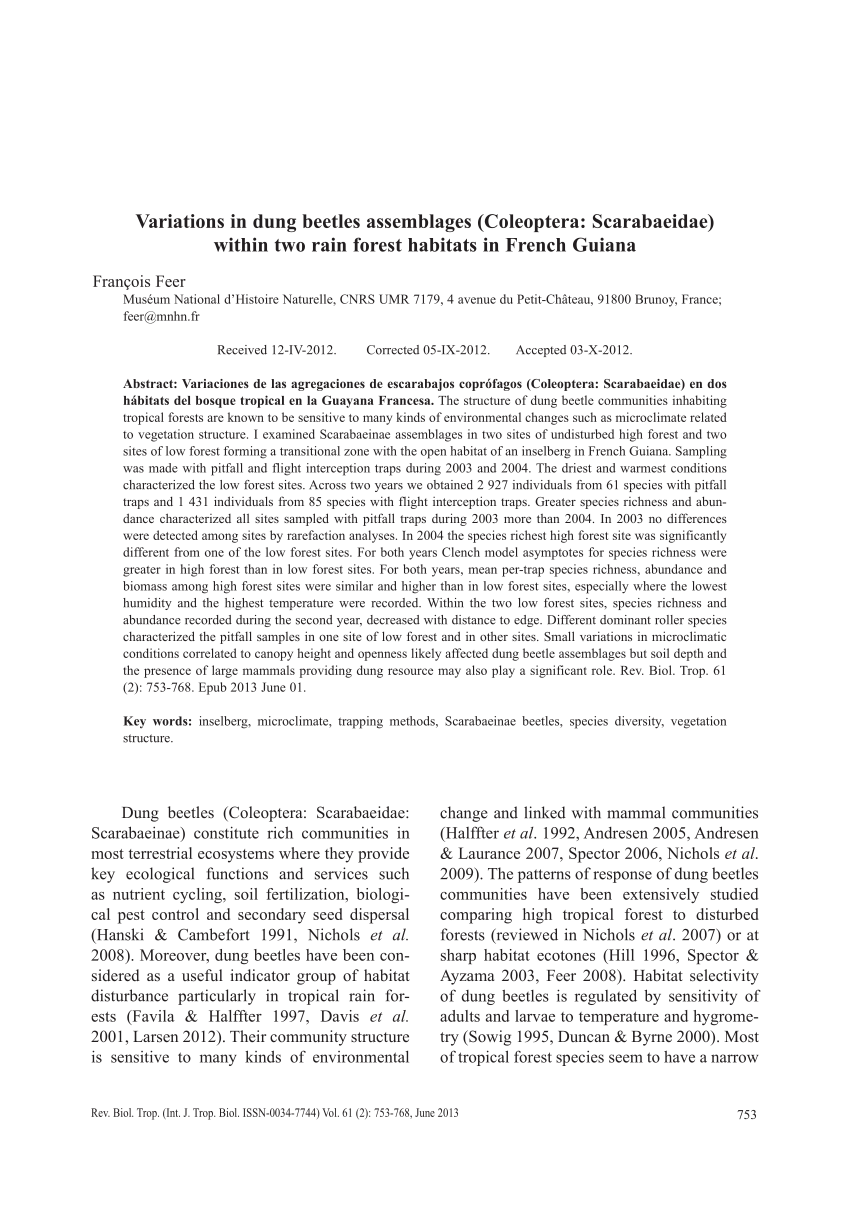 Variations in dung beetles assemblages (Coleoptera: Scarabaeidae)
within two rain forest habitats in French Guiana
François Feer
Muséum National d’Histoire Naturelle, CNRS UMR 7179, 4 avenue du Petit-Château, 91800 Brunoy, France;
feer@mnhn.fr
Received 12-IV-2012. Corrected 05-IX-2012. Accepted 03-X-2012.
Abstract: Variaciones de las agregaciones de escarabajos coprófagos (Coleoptera: Scarabaeidae) en dos
hábitats del bosque tropical en la Guayana Francesa. The structure of dung beetle communities inhabiting
tropical forests are known to be sensitive to many kinds of environmental changes such as microclimate related
to vegetation structure. I examined Scarabaeinae assemblages in two sites of undisturbed high forest and two
sites of low forest forming a transitional zone with the open habitat of an inselberg in French Guiana. Sampling
was made with pitfall and flight interception traps during 2003 and 2004. The driest and warmest conditions
characterized the low forest sites. Across two years we obtained 2 927 individuals from 61 species with pitfall
traps and 1 431 individuals from 85 species with flight interception traps. Greater species richness and abun-
dance characterized all sites sampled with pitfall traps during 2003 more than 2004. In 2003 no differences
were detected among sites by rarefaction analyses. In 2004 the species richest high forest site was significantly
different from one of the low forest sites. For both years Clench model asymptotes for species richness were
greater in high forest than in low forest sites. For both years, mean per-trap species richness, abundance and
biomass among high forest sites were similar and higher than in low forest sites, especially where the lowest
humidity and the highest temperature were recorded. Within the two low forest sites, species richness and
abundance recorded during the second year, decreased with distance to edge. Different dominant roller species
characterized the pitfall samples in one site of low forest and in other sites. Small variations in microclimatic
conditions correlated to canopy height and openness likely affected dung beetle assemblages but soil depth and
the presence of large mammals providing dung resource may also play a significant role. Rev. Biol. Trop. 61
(2): 753-768. Epub 2013 June 01.
Key words: inselberg, microclimate, trapping methods, Scarabaeinae beetles, species diversity, vegetation
structure.
Dung beetles (Coleoptera: Scarabaeidae:
Scarabaeinae) constitute rich communities in
most terrestrial ecosystems where they provide
key ecological functions and services such
as nutrient cycling, soil fertilization, biologi-
cal pest control and secondary seed dispersal
(Hanski & Cambefort 1991, Nichols et al.
2008). Moreover, dung beetles have been con-
sidered as a useful indicator group of habitat
disturbance particularly in tropical rain for-
ests (Favila & Halffter 1997, Davis et al.
2001, Larsen 2012). Their community structure
is sensitive to many kinds of environmental
change and linked with mammal communities
(Halffter et al. 1992, Andresen 2005, Andresen
& Laurance 2007, Spector 2006, Nichols et al.
2009). The patterns of response of dung beetles
communities have been extensively studied
comparing high tropical forest to disturbed
forests (reviewed in Nichols et al. 2007) or at
sharp habitat ecotones (Hill 1996, Spector &
Ayzama 2003, Feer 2008). Habitat selectivity
of dung beetles is regulated by sensitivity of
adults and larvae to temperature and hygrome-
try (Sowig 1995, Duncan & Byrne 2000). Most
of tropical forest species seem to have a narrow
Rev. Biol. Trop. (Int. J. Trop. Biol. ISSN-0034-7744) Vol. 61 (2): 753-768, June 2013
753